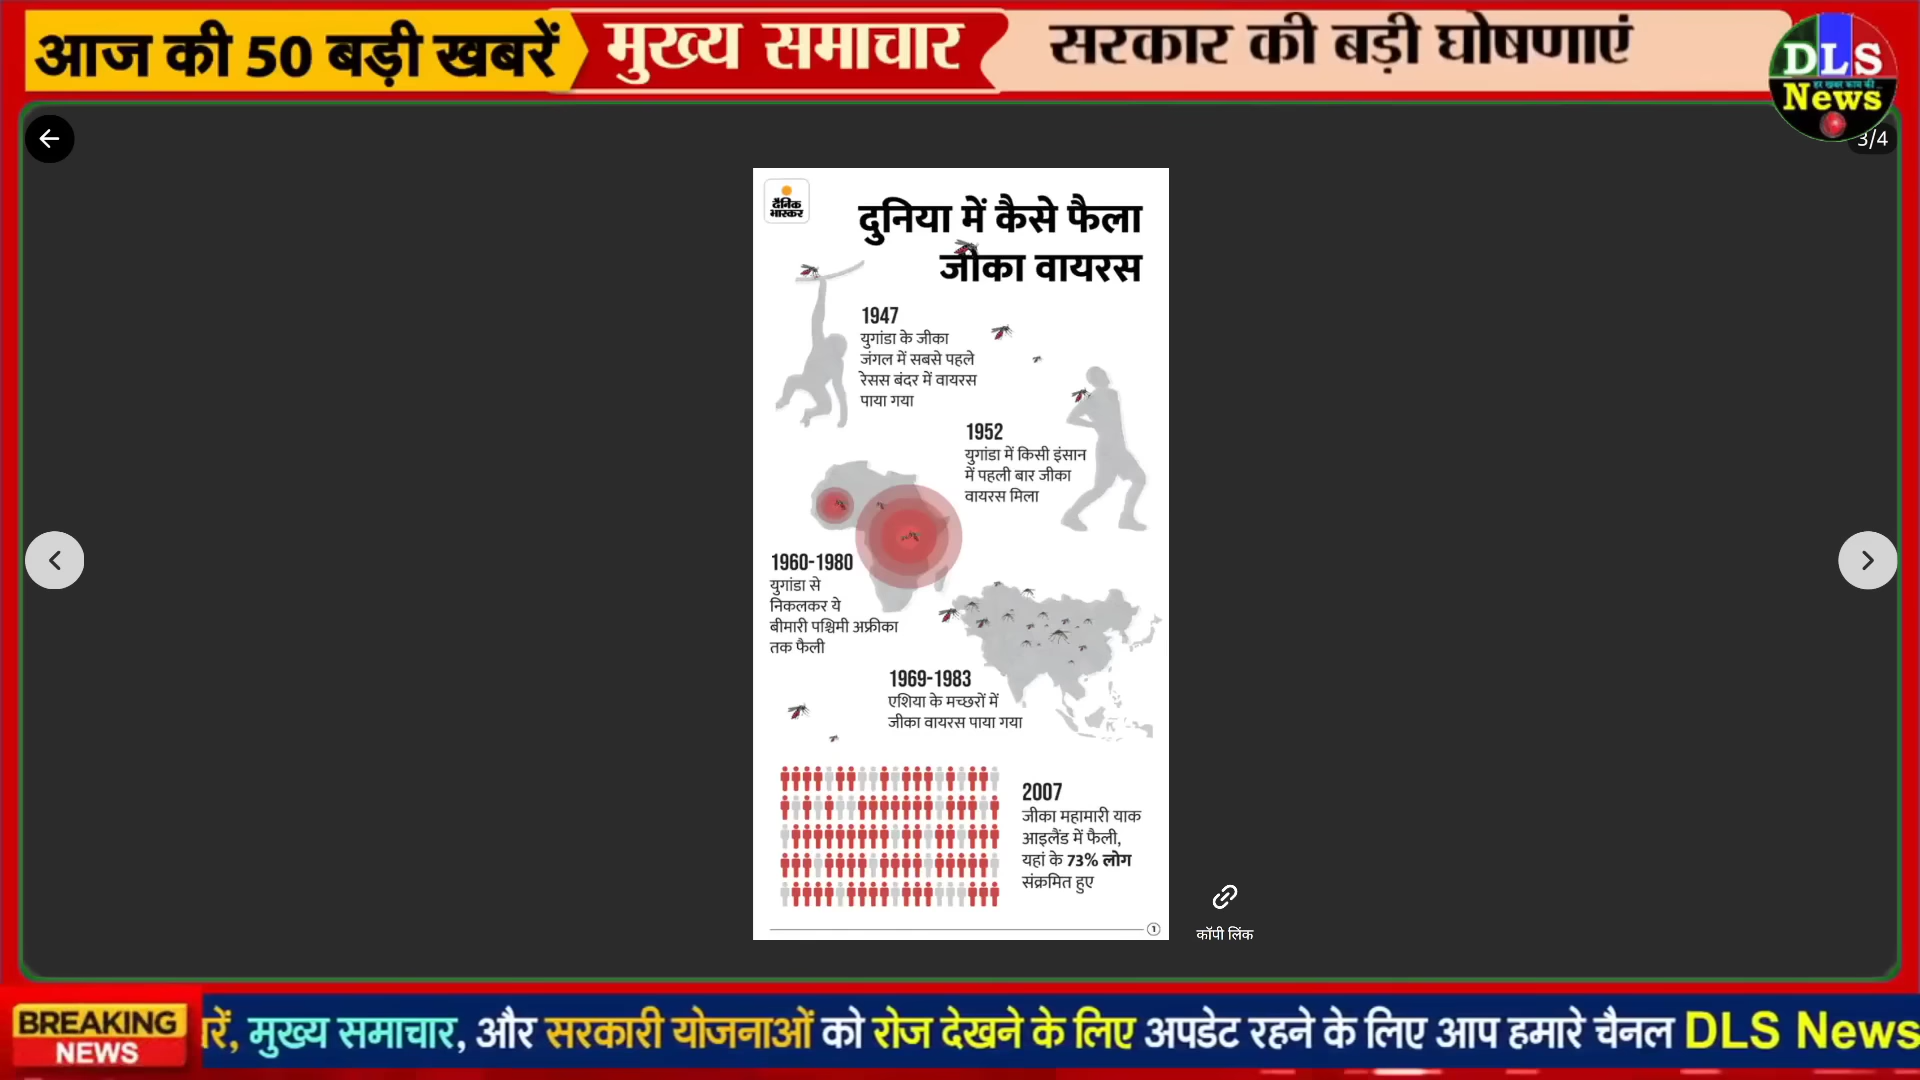 आज की 50 बड़ी खबरें
मुख्य समाचार
सरकार की बड़ी घोषणाएं
DLS
हर खबर काम की
News
3/4
दैनिक
भास्कर
दुनिया में कैसे फैला
जीका वायरस
1947
युगांडा के जीका
जंगल में सबसे पहले
रेसस बंदर में वायरस
पाया गया
1952
युगांडा में किसी इंसान
में पहली बार जीका
वायरस मिला
1960-1980
युगांडा से
निकलकर ये
बीमारी पश्चिमी अफ्रीका
तक फैली
1969-1983
एशिया के मच्छरों में
जीका वायरस पाया गया
2007
जीका महामारी याक
आइलैंड में फैली,
यहां के 73% लोग
संक्रमित हुए
1
कॉपी लिंक
BREAKING
NEWS
रें, मुख्य समाचार, और सरकारी योजनाओं को रोज देखने के लिए अपडेट रहने के लिए आप हमारे चैनल DLS News